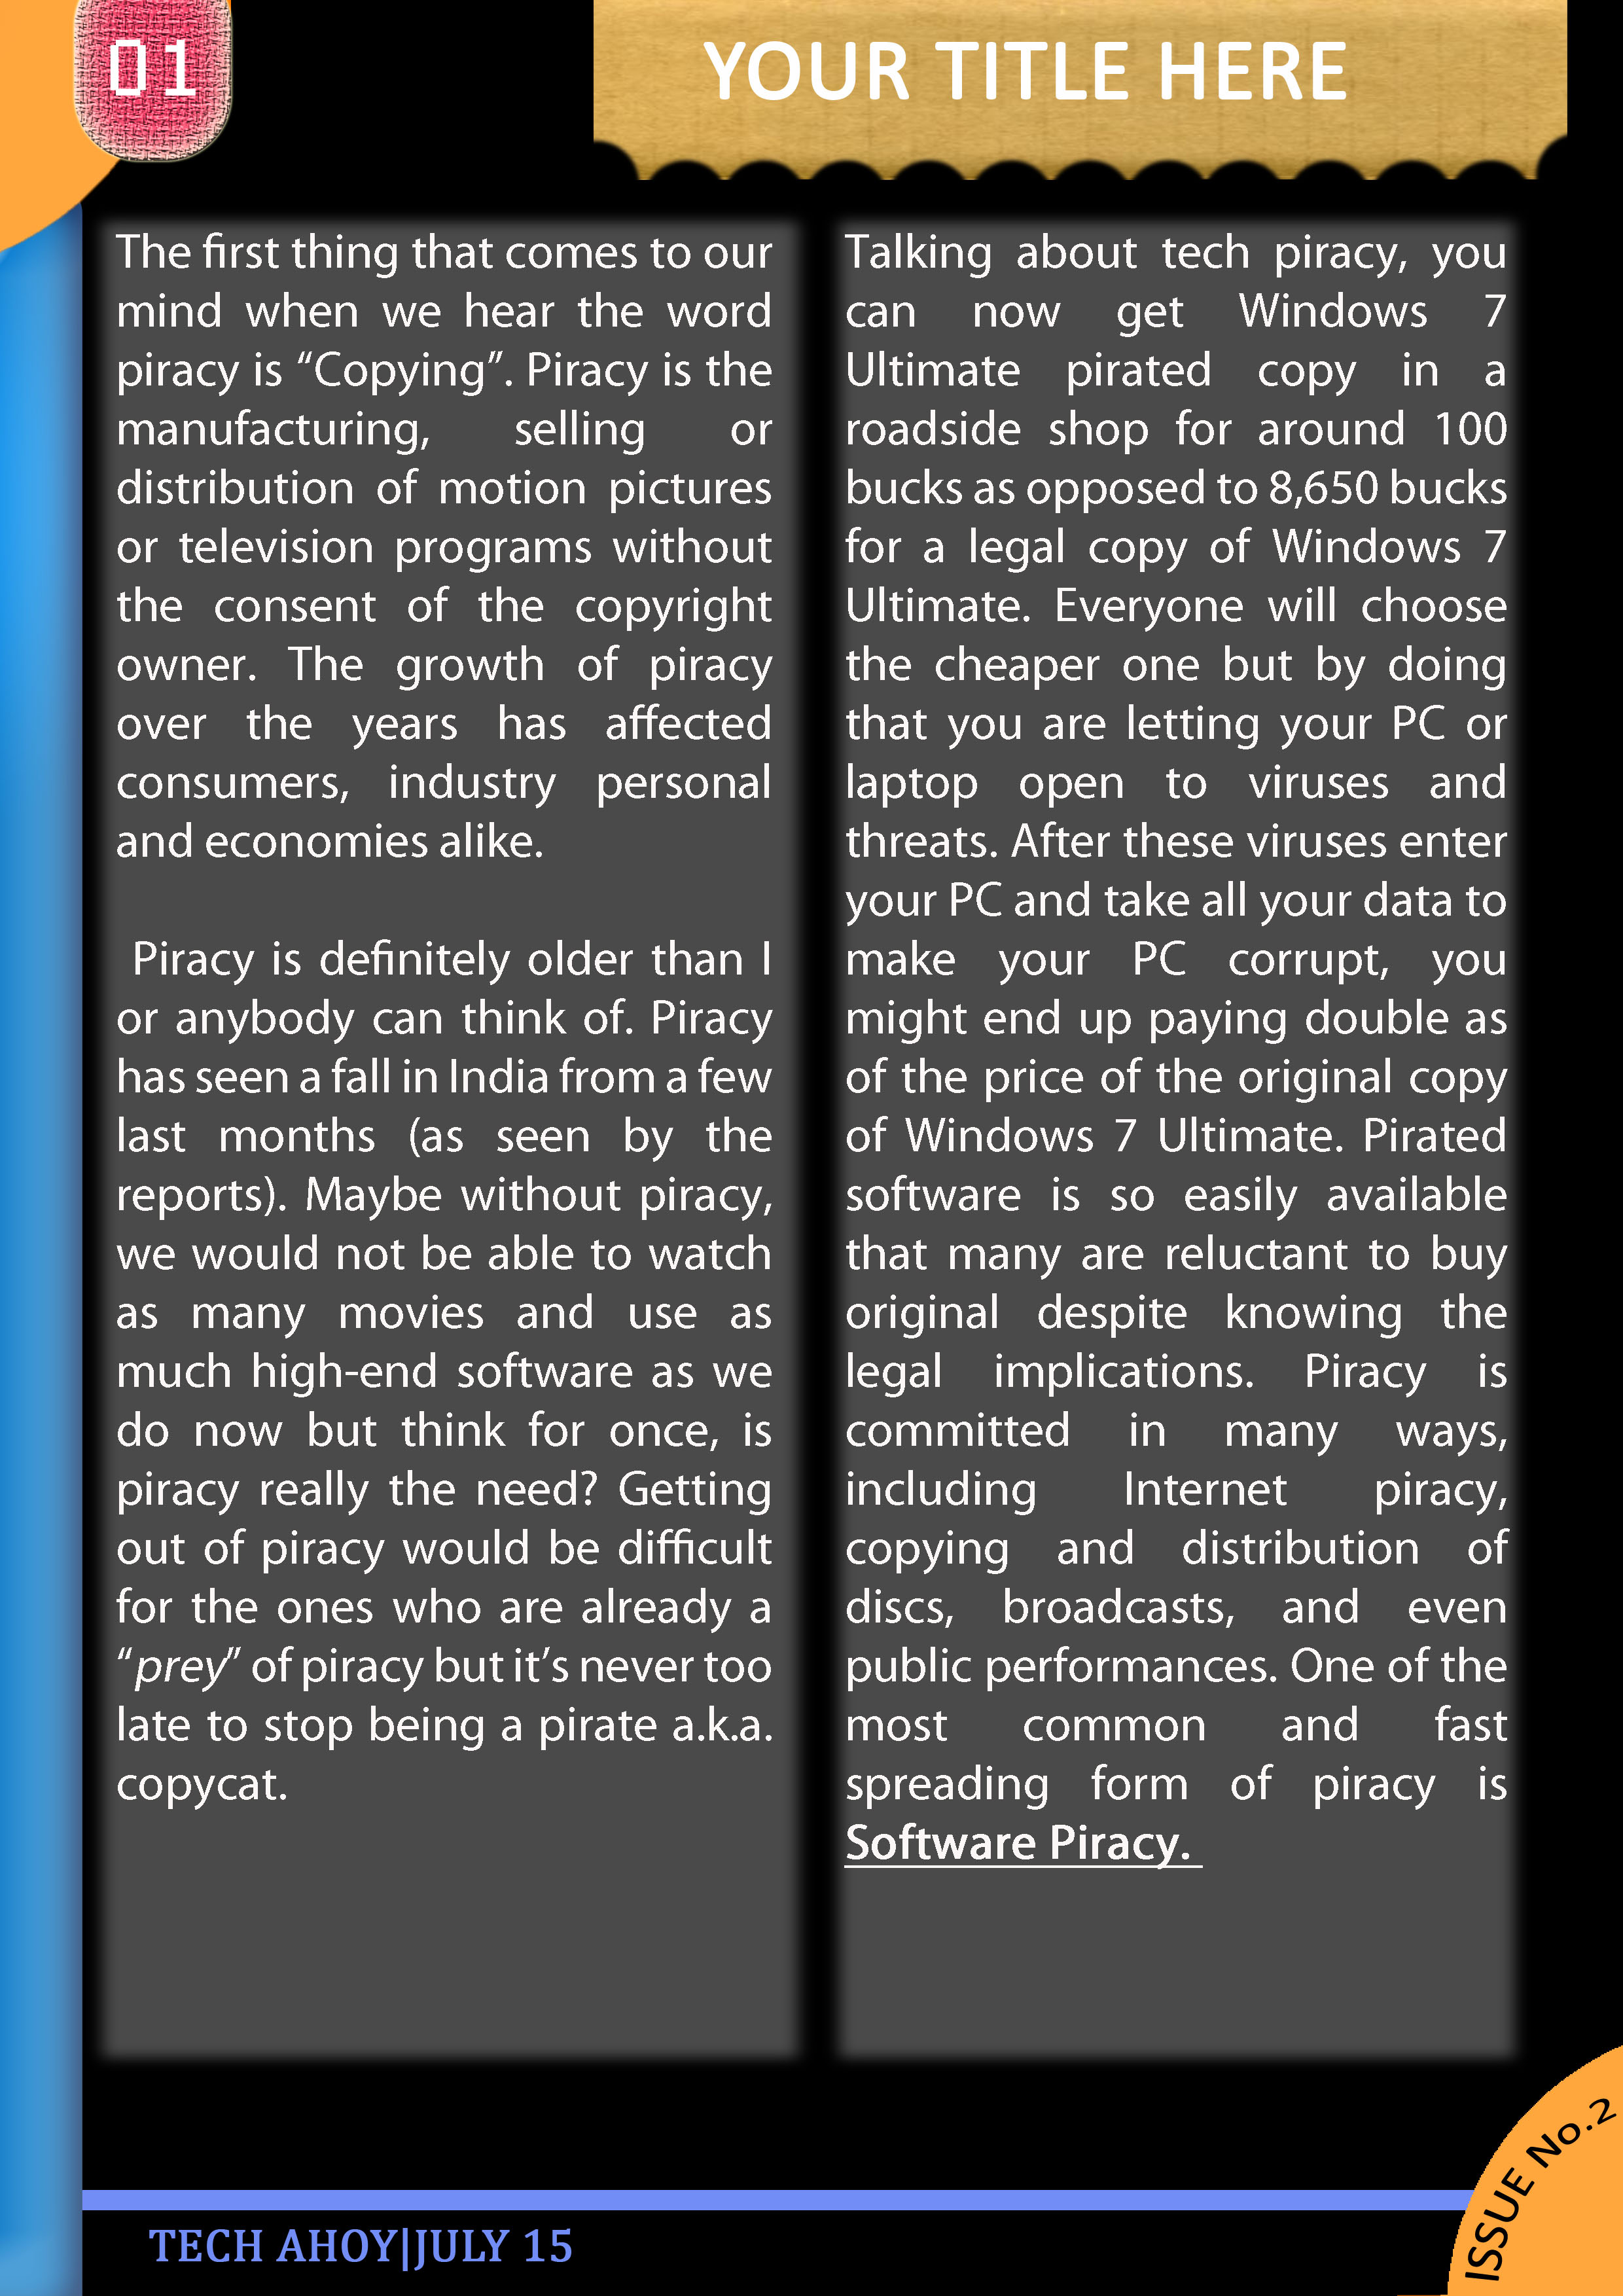 01
YOUR TITLE HERE
The first thing that comes to our
mind when we hear the word
piracy is “Copying”. Piracy is the
manufacturing, selling or
distribution of motion pictures
or television programs without
the consent of the copyright
owner. The growth of piracy
over the years has affected
consumers, industry personal
and economies alike.
Piracy is definitely older than I
or anybody can think of. Piracy
has seen a fall in India from a few
last months (as seen by the
reports). Maybe without piracy,
we would not be able to watch
as many movies and use as
much high-end software as we
do now but think for once, is
piracy really the need? Getting
out of piracy would be difficult
for the ones who are already a
“prey” of piracy but it’s never too
late to stop being a pirate a.k.a.
copycat.
Talking about tech piracy, you
can now get Windows 7
Ultimate pirated copy in a
roadside shop for around 100
bucks as opposed to 8,650 bucks
for a legal copy of Windows 7
Ultimate. Everyone will choose
the cheaper one but by doing
that you are letting your PC or
laptop open to viruses and
threats. After these viruses enter
your PC and take all your data to
make your PC corrupt, you
might end up paying double as
of the price of the original copy
of Windows 7 Ultimate. Pirated
software is so easily available
that many are reluctant to buy
original despite knowing the
legal implications. Piracy is
committed in many ways,
including Internet piracy,
copying and distribution of
discs, broadcasts, and even
public performances. One of the
most common and fast
spreading form of piracy is
Software Piracy.
TECH AHOY|JULY 15
ISSUE No.2